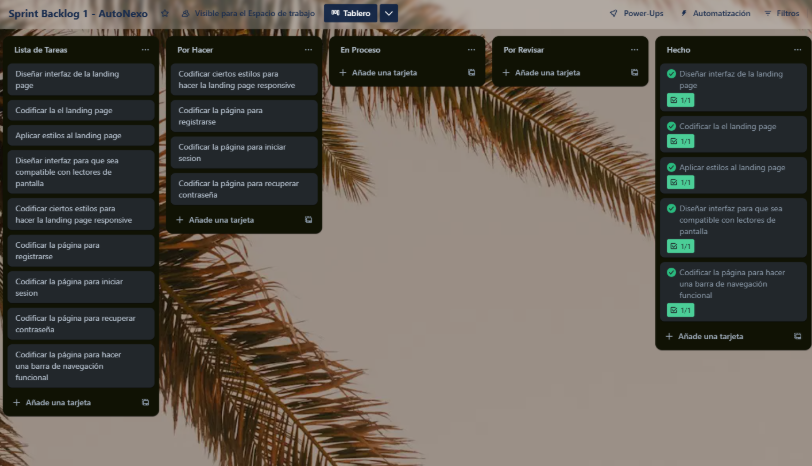 Sprint Backlog 1 - AutoNexo
Visible para el Espacio de trabajo
Tablero
Power-Ups
Automatización
Filtros
Lista de Tareas
Diseñar interfaz de la landing
page
Codificar la el landing page
Aplicar estilos al landing page
Diseñar interfaz para que sea
compatible con lectores de
pantalla
Codificar ciertos estilos para
hacer la landing page responsive
Codificar la página para
registrarse
Codificar la página para iniciar
sesion
Codificar la página para recuperar
contraseña
Codificar la página para hacer
una barra de navegación
funcional
Añade una tarjeta
Por Hacer
Codificar ciertos estilos para
hacer la landing page responsive
Codificar la página para
registrarse
Codificar la página para iniciar
sesion
Codificar la página para recuperar
contraseña
Añade una tarjeta
En Proceso
Añade una tarjeta
Por Revisar
Añade una tarjeta
Hecho
Diseñar interfaz de la landing
page
1/1
Codificar la el landing page
1/1
Aplicar estilos al landing page
1/1
Diseñar interfaz para que sea
compatible con lectores de
pantalla
1/1
Codificar la página para hacer
una barra de navegación
funcional
1/1
Añade una tarjeta